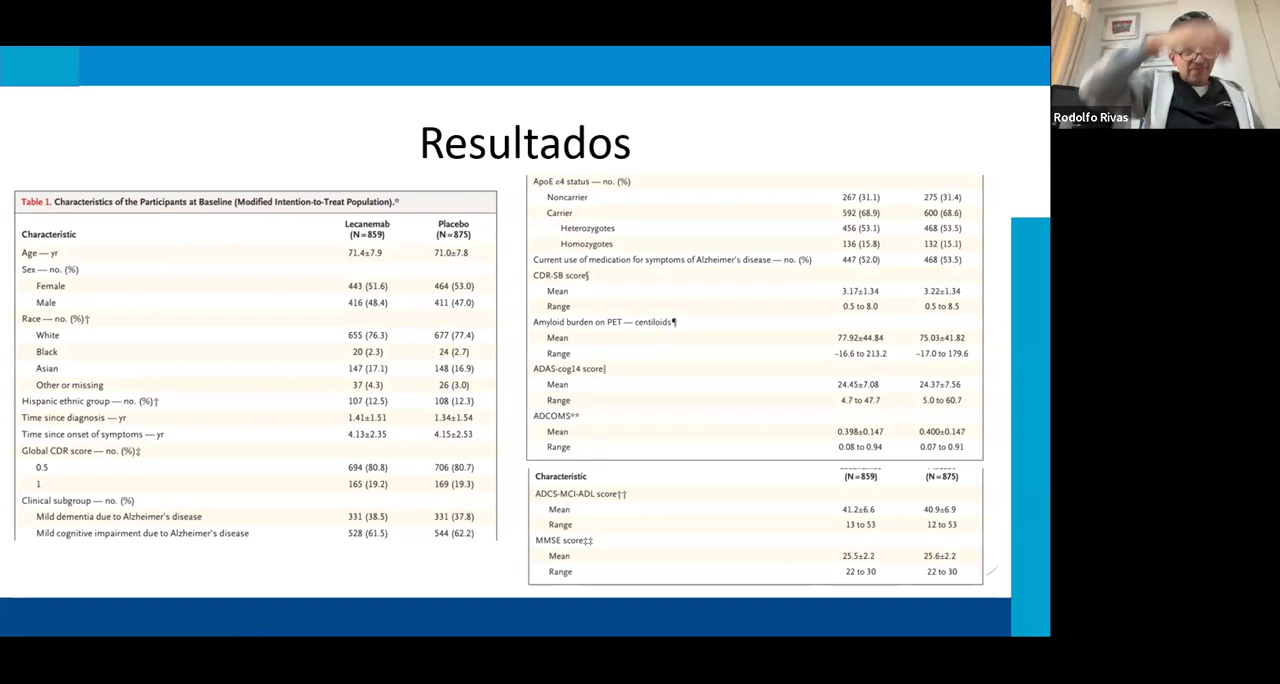 Rodolfo Rivas
Resultados
Table 1. Characteristics of the Participants at Baseline (Modified Intention-to-Treat Population).*
Characteristic Lecanemab (N=859) Placebo (N=875)
Age — yr 71.4±7.9 71.0±7.8
Sex — no. (%)
Female 443 (51.6) 464 (53.0)
Male 416 (48.4) 411 (47.0)
Race — no. (%)†
White 655 (76.3) 677 (77.4)
Black 20 (2.3) 24 (2.7)
Asian 147 (17.1) 148 (16.9)
Other or missing 37 (4.3) 26 (3.0)
Hispanic ethnic group — no. (%)† 107 (12.5) 108 (12.3)
Time since diagnosis — yr 1.41±1.51 1.34±1.54
Time since onset of symptoms — yr 4.13±2.35 4.15±2.53
Global CDR score — no. (%)‡
0.5 694 (80.8) 706 (80.7)
1 165 (19.2) 169 (19.3)
Clinical subgroup — no. (%)
Mild dementia due to Alzheimer's disease 331 (38.5) 331 (37.8)
Mild cognitive impairment due to Alzheimer's disease 528 (61.5) 544 (62.2)
ApoE ε4 status — no. (%)
Noncarrier 267 (31.1) 275 (31.4)
Carrier 592 (68.9) 600 (68.6)
Heterozygotes 456 (53.1) 468 (53.5)
Homozygotes 136 (15.8) 132 (15.1)
Current use of medication for symptoms of Alzheimer's disease — no. (%) 447 (52.0) 468 (53.5)
CDR-SB score§
Mean 3.17±1.34 3.22±1.34
Range 0.5 to 8.0 0.5 to 8.5
Amyloid burden on PET — centiloids¶
Mean 77.92±44.84 75.03±41.82
Range −16.6 to 213.2 −17.0 to 179.6
ADAS-cog14 score‖
Mean 24.45±7.08 24.37±7.56
Range 4.7 to 47.7 5.0 to 60.7
ADCOMS**
Mean 0.398±0.147 0.400±0.147
Range 0.08 to 0.94 0.07 to 0.91
Characteristic (N=859) (N=875)
ADCS-MCI-ADL score††
Mean 41.2±6.6 40.9±6.9
Range 13 to 53 12 to 53
MMSE score‡‡
Mean 25.5±2.2 25.6±2.2
Range 22 to 30 22 to 30